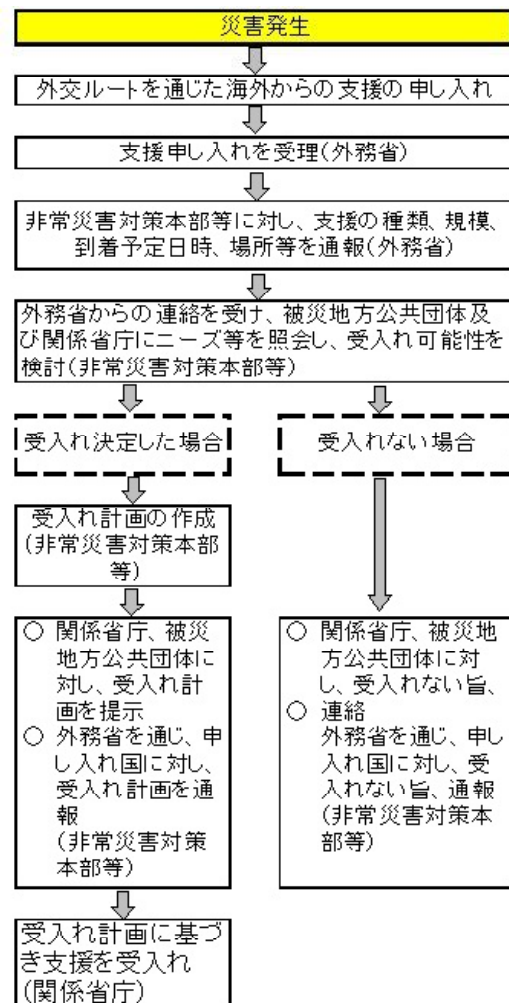 災害発生
外交ルートを通じた海外からの支援の申し入れ
支援申し入れを受理(外務省)
非常災害対策本部等に対し、支援の種類、規模、
到着予定日時、場所等を通報(外務省)
外務省からの連絡を受け、被災地方公共団体及
び関係省庁にニーズ等を照会し、受入れ可能性を
検討(非常災害対策本部等)
受入れ決定した場合
受入れない場合
受入れ計画の作成
(非常災害対策本部
等)
○ 関係省庁、被災
地方公共団体に
対し、受入れ計
画を提示
○ 外務省を通じ、申
し入れ国に対し、
受入れ計画を通
報
(非常災害対策
本部等)
○ 関係省庁、被災地
方公共団体に対
し、受入れない旨、
○ 連絡
外務省を通じ、申し
入れ国に対し、受
入れない旨、通報
(非常災害対策本
部等)
受入れ計画に基づ
き支援を受入れ
(関係省庁)